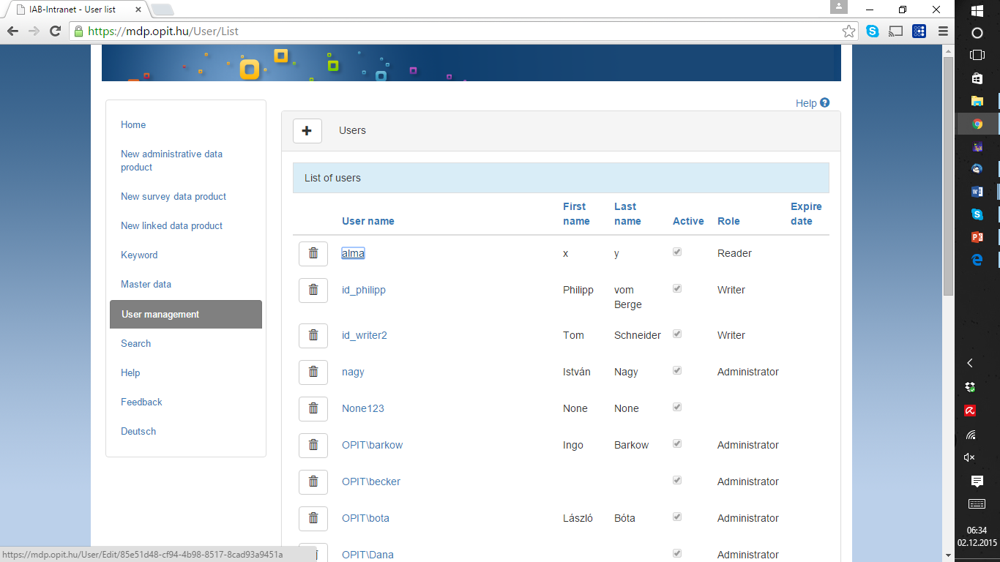 IAB-Intranet - User list
https://mdp.opit.hu/User/List
Help
Home
New administrative data
product
New survey data product
New linked data product
Keyword
Master data
User management
Search
Help
Feedback
Deutsch
Users
List of users
User name First name Last name Active Role Expire date
alma x y Reader
id_philipp Philipp vom Berge Writer
id_writer2 Tom Schneider Writer
nagy István Nagy Administrator
None123 None None
OPIT\barkow Ingo Barkow Administrator
OPIT\becker Administrator
OPIT\bota László Bóta Administrator
OPIT\Dana Administrator
https://mdp.opit.hu/User/Edit/85e51d48-cf94-4b98-8517-8cad93a9451a
06:34
02.12.2015